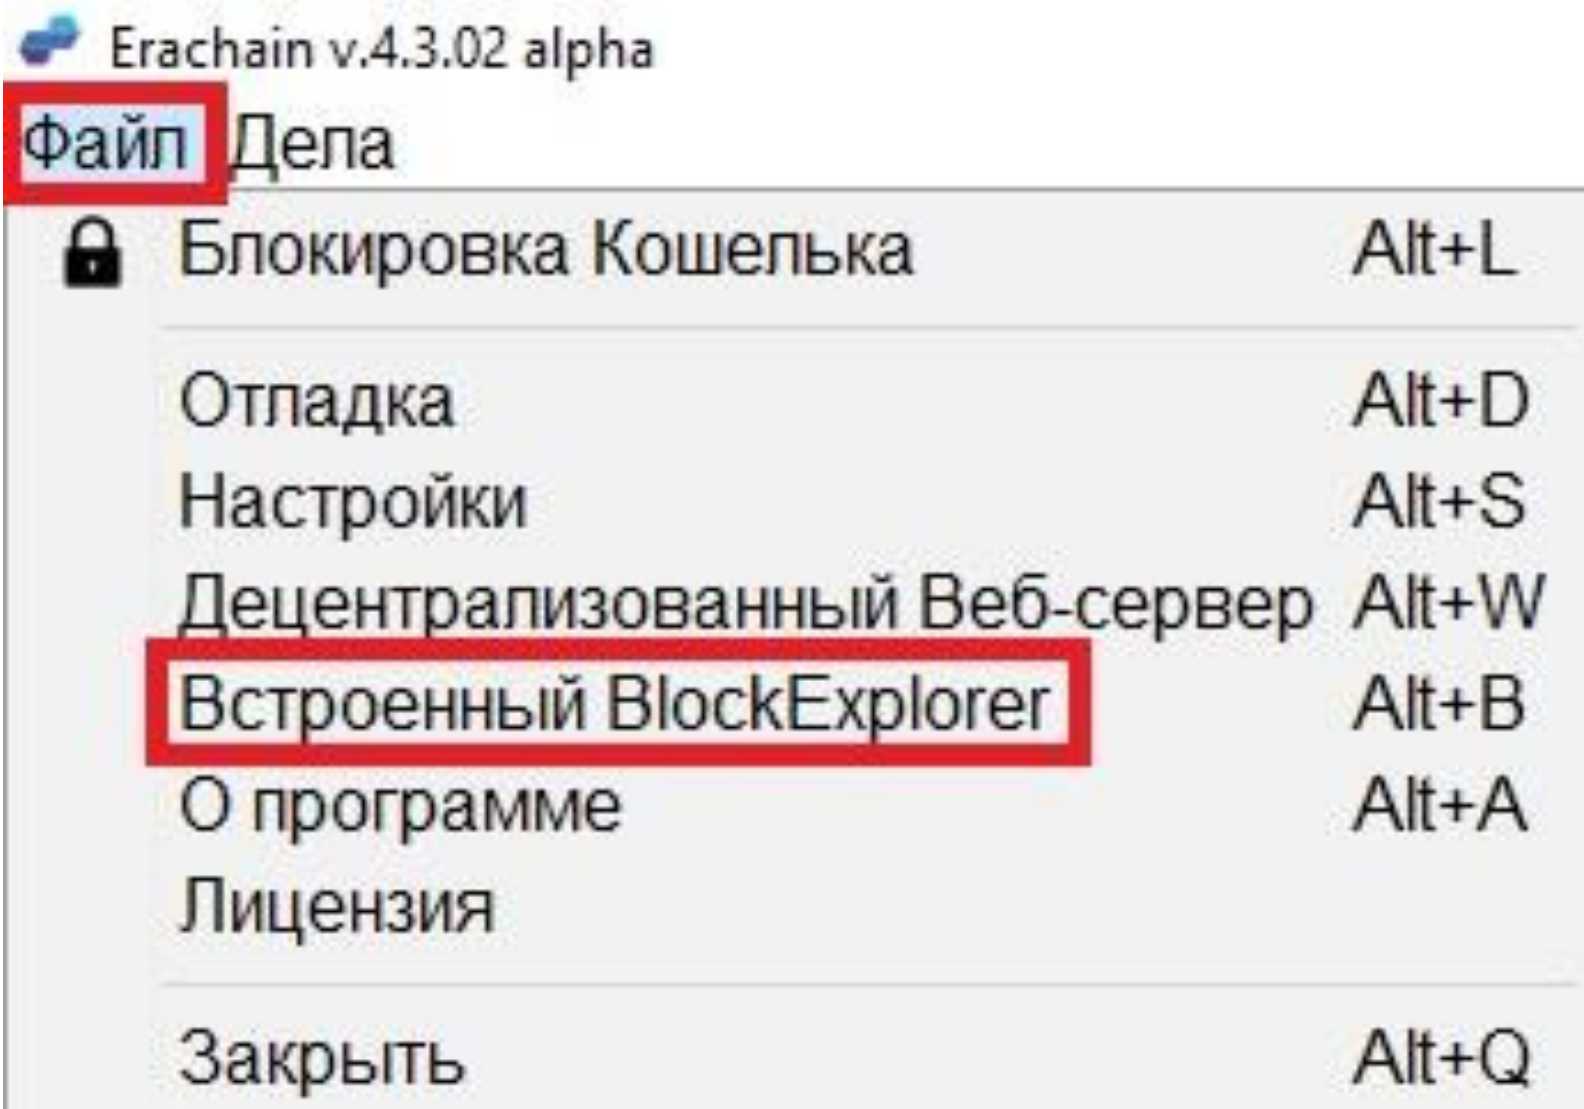 Erachain v.4.3.02 alpha
Файл Дела
Блокировка Кошелька Alt+L
Отладка Alt+D
Настройки Alt+S
Децентрализованный Веб-сервер Alt+W
Встроенный BlockExplorer Alt+B
О программе Alt+A
Лицензия
Закрыть Alt+Q